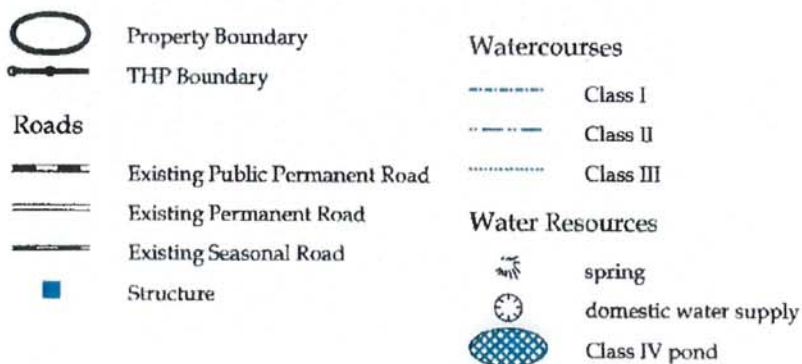 Property Boundary
THP Boundary
Roads
Existing Public Permanent Road
Existing Permanent Road
Existing Seasonal Road
Structure
Watercourses
Class I
Class II
Class III
Water Resources
spring
domestic water supply
Class IV pond